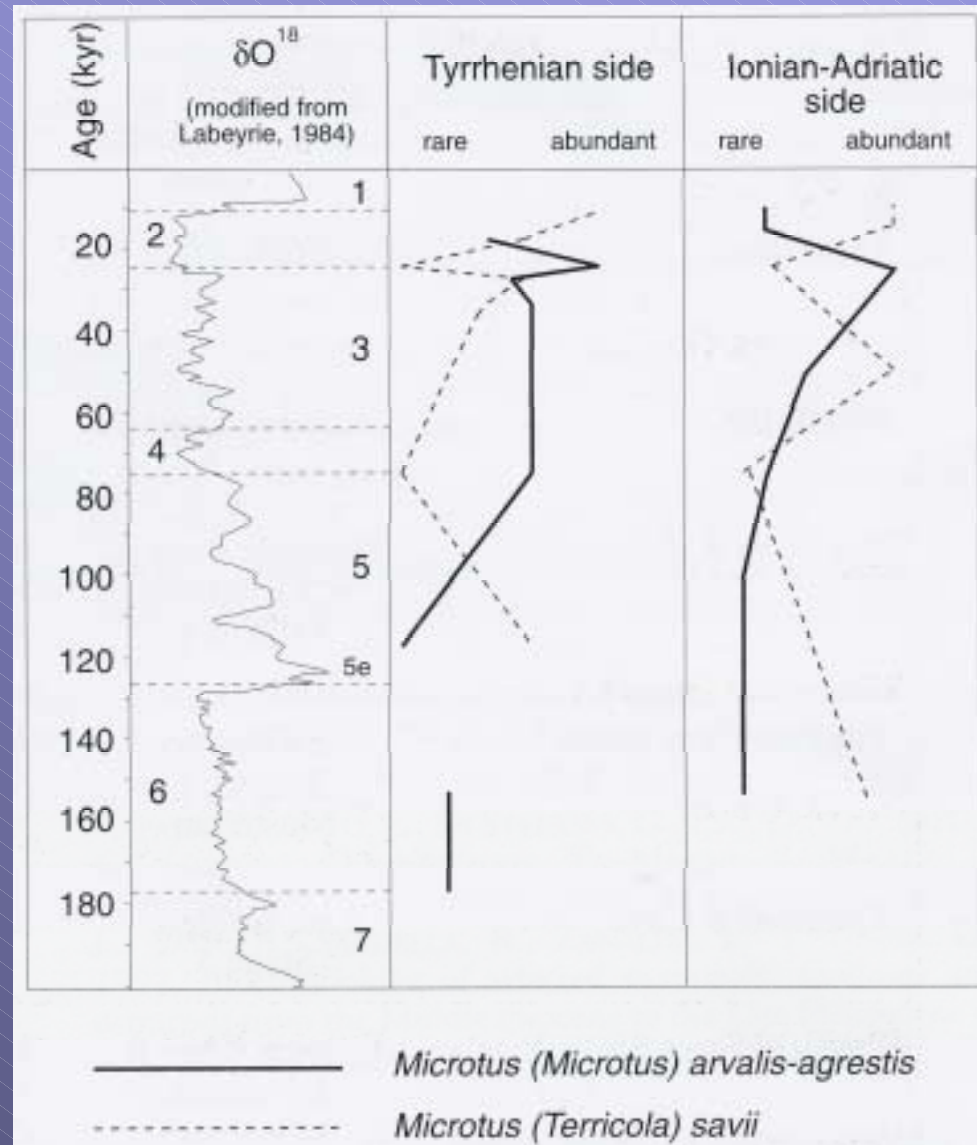 Age (kyr)
δO¹⁸
(modified from
Labeyrie, 1984)
Tyrrhenian side
rare abundant
Ionian-Adriatic
side
rare abundant
1
2
20
3
40
60
4
80
5
100
120
5e
140
6
160
180
7
Microtus (Microtus) arvalis-agrestis
Microtus (Terricola) savii